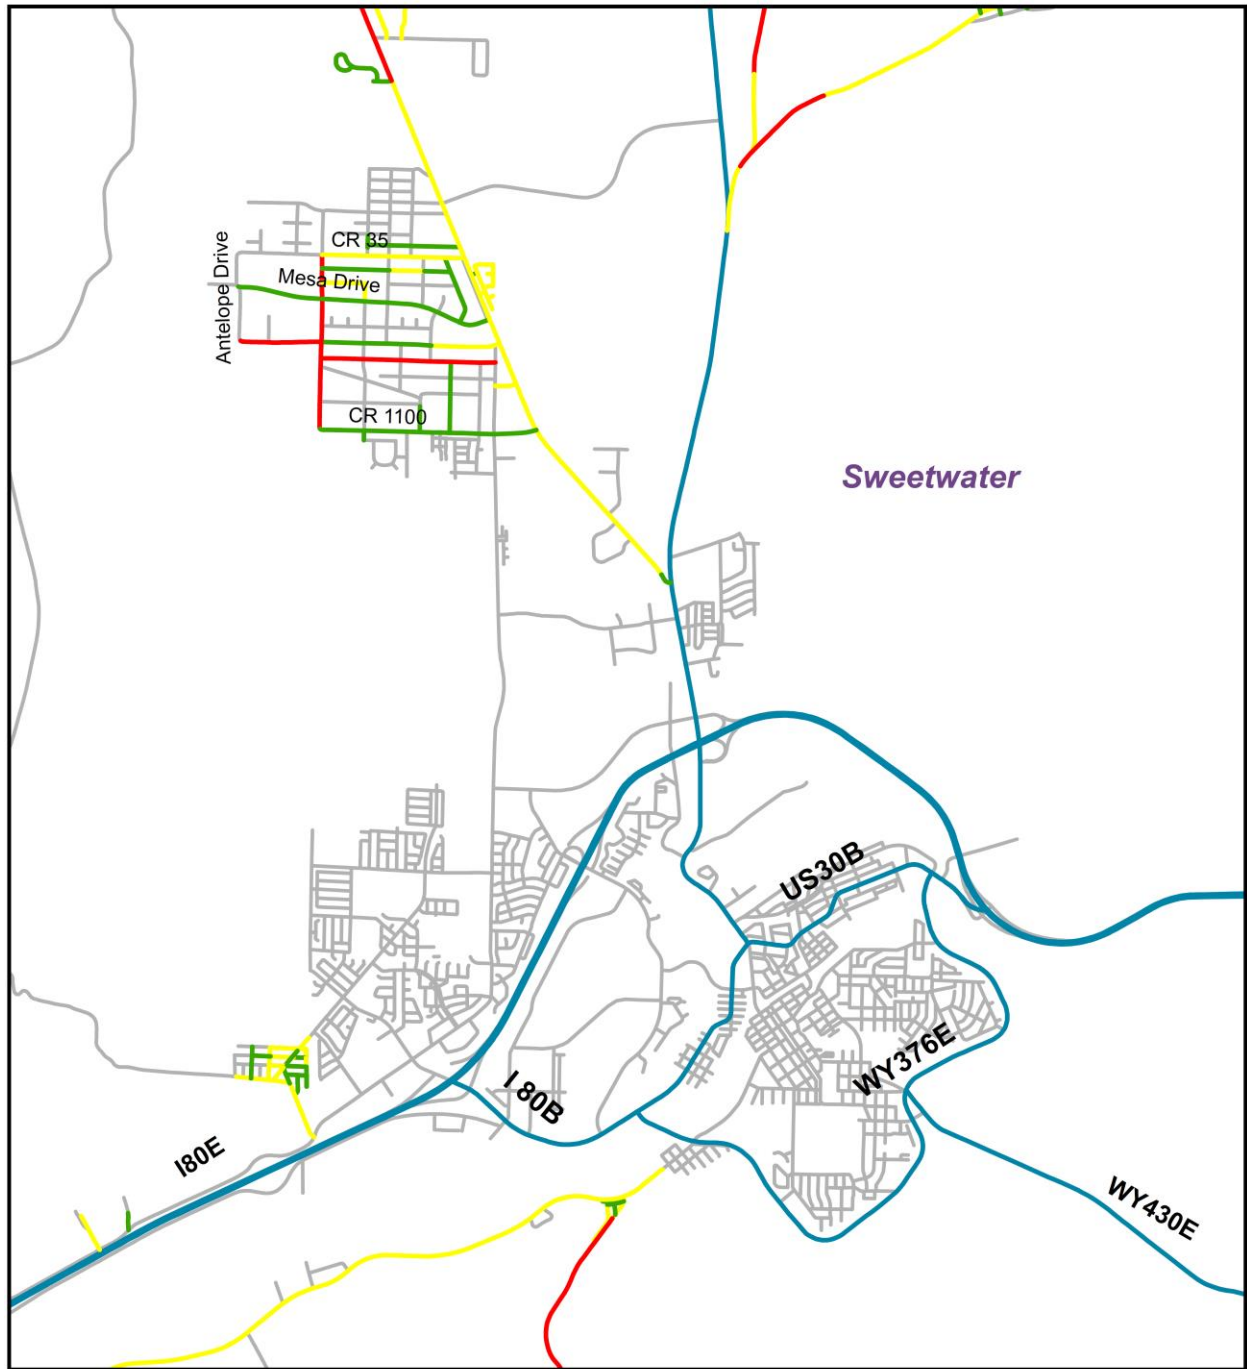 CR 35
Antelope Drive
Mesa Drive
CR 1100
Sweetwater
US30B
WY376E
I 80B
I80E
WY430E